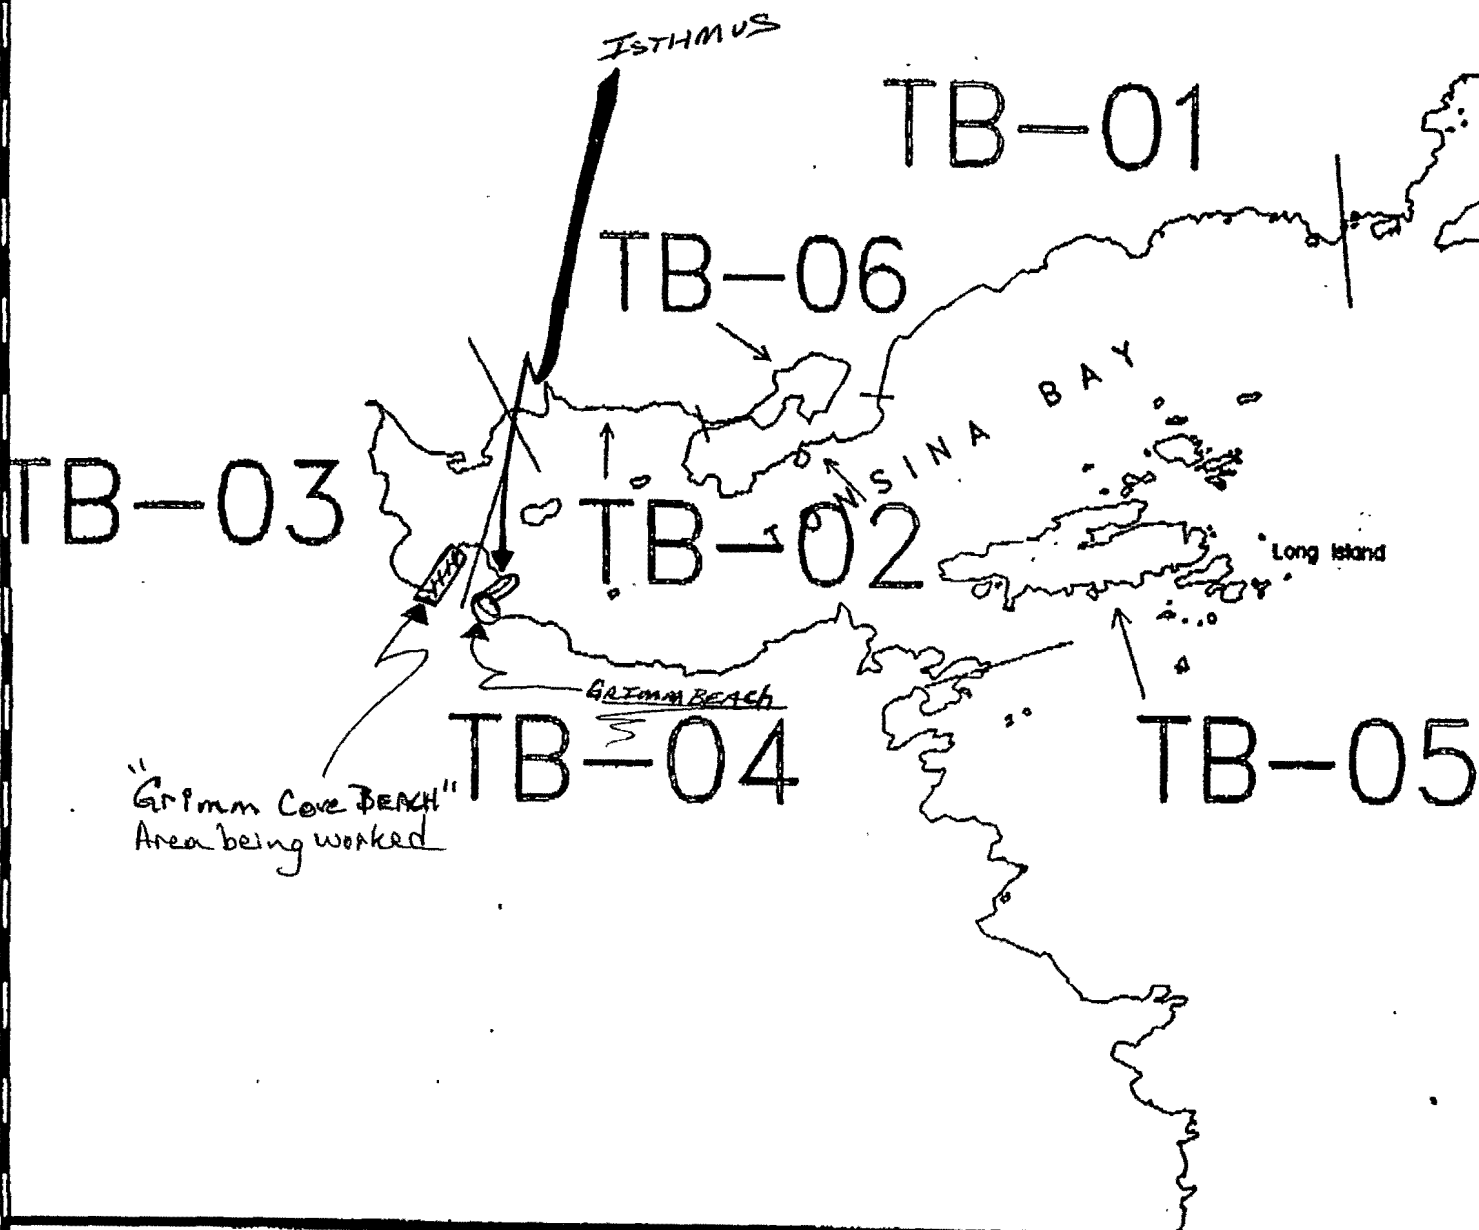 ISTHMUS
TB-01
TB-06
TONSINA BAY
TB-03
TB-02
Long Island
GRIMM BEACh
TB-04
TB-05
"Grimm Cove BEACH"
Area being worked